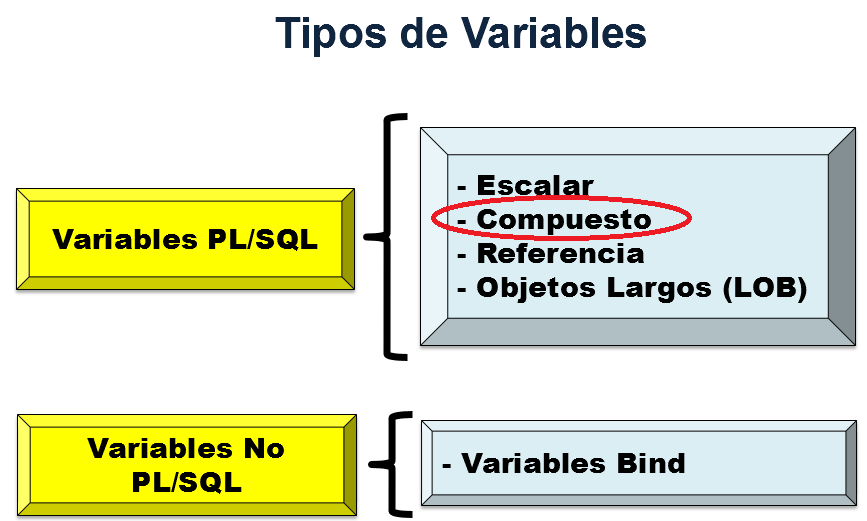 Tipos de Variables
Variables PL/SQL
- Escalar
- Compuesto
- Referencia
- Objetos Largos (LOB)
Variables No
PL/SQL
- Variables Bind